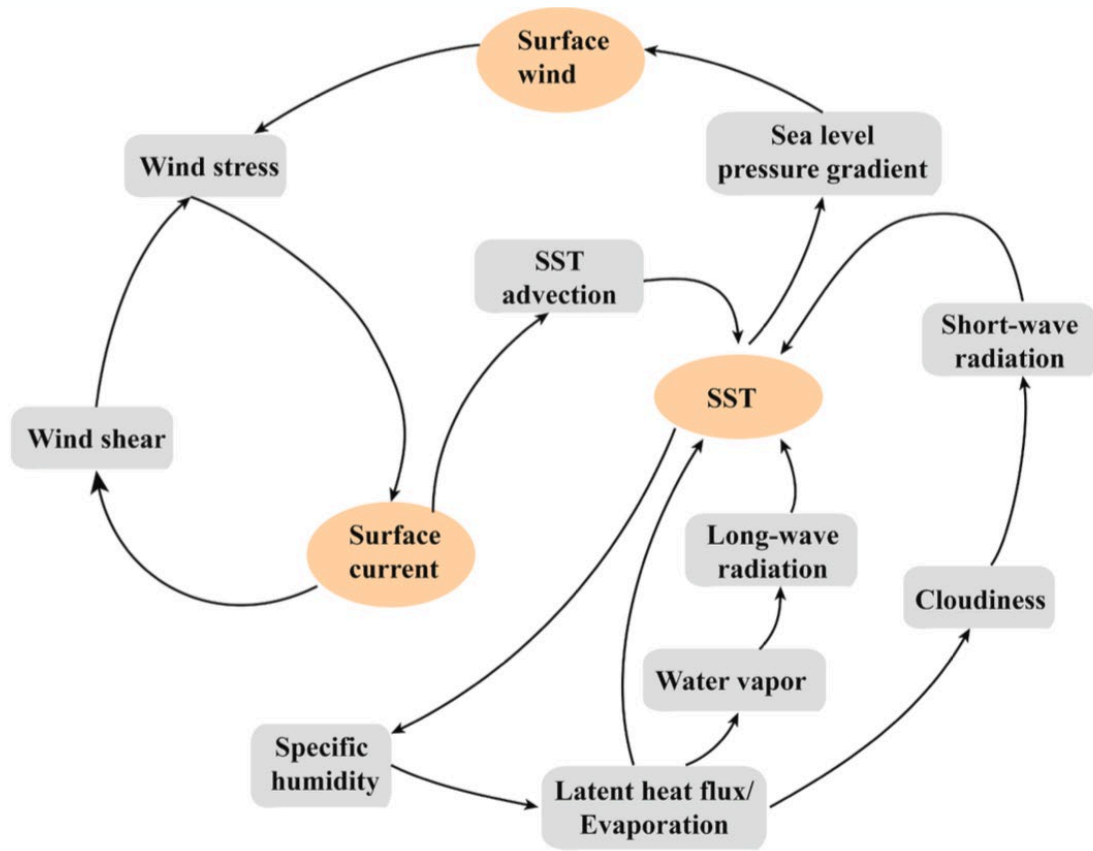 Surface
wind
Wind stress
Sea level
pressure gradient
SST
advection
Short-wave
radiation
SST
Wind shear
Surface
current
Long-wave
radiation
Cloudiness
Water vapor
Specific
humidity
Latent heat flux/
Evaporation